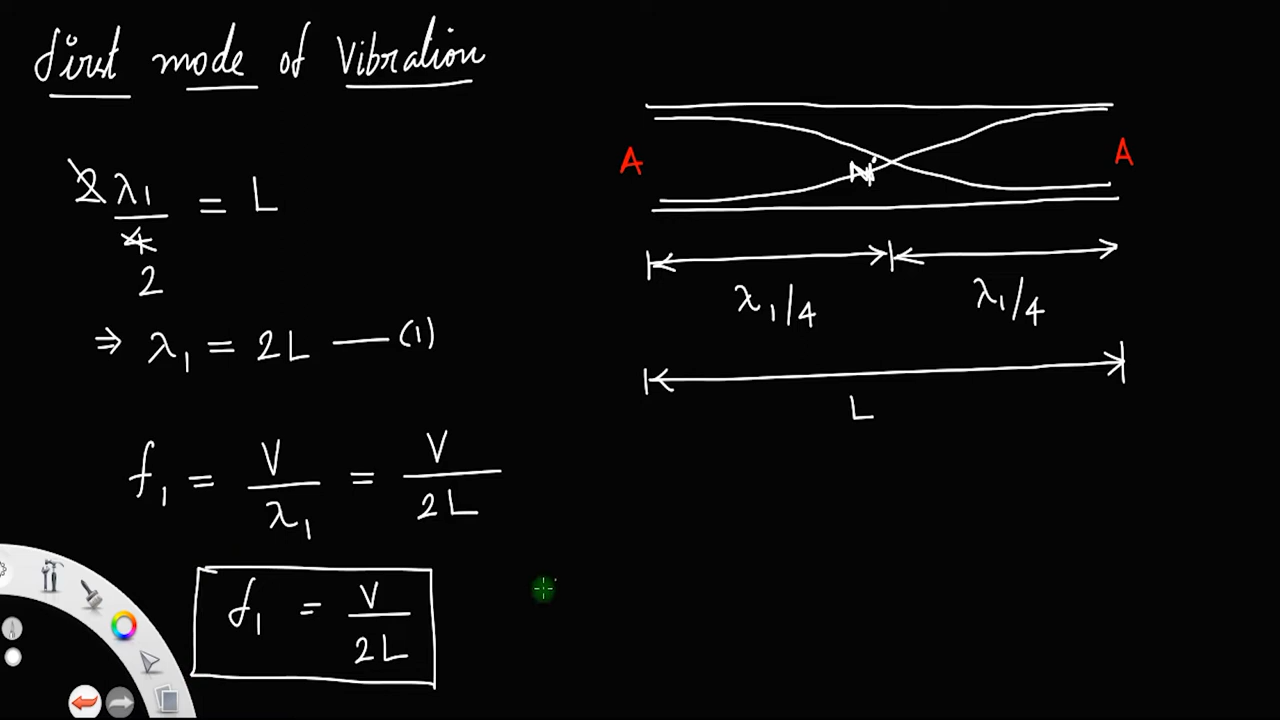 first mode of Vibration
2λ₁/4 = L
2
⇒ λ₁ = 2L —(1)
f₁ = V/λ₁ = V/2L
f₁ = V/2L
A N A
λ₁/4 λ₁/4
L